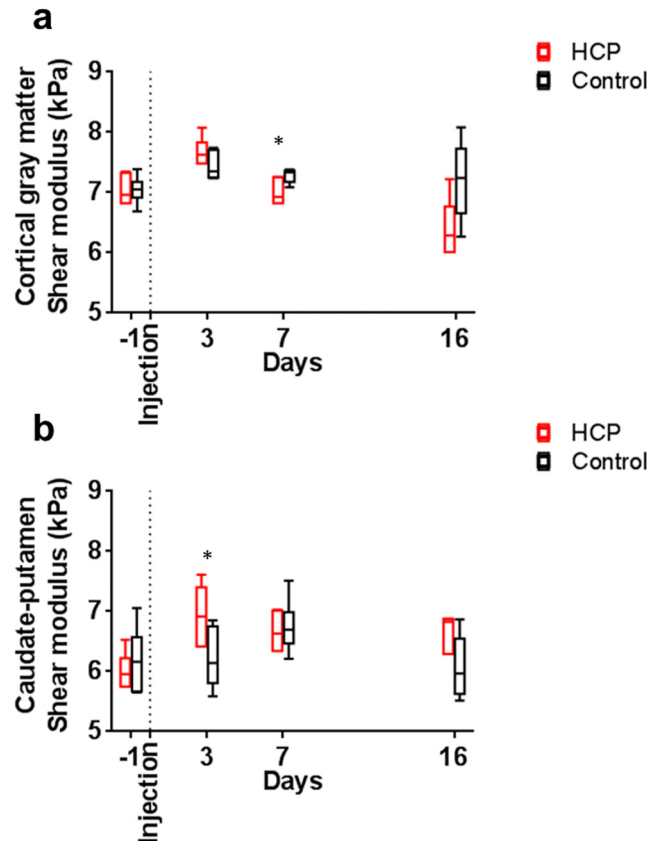 a
HCP
Control
Cortical gray matter
Shear modulus (kPa)
9
8
7
6
5
*
-1
3
7
16
Injection
Days
b
HCP
Control
Caudate-putamen
Shear modulus (kPa)
9
8
7
6
5
*
-1
3
7
16
Injection
Days